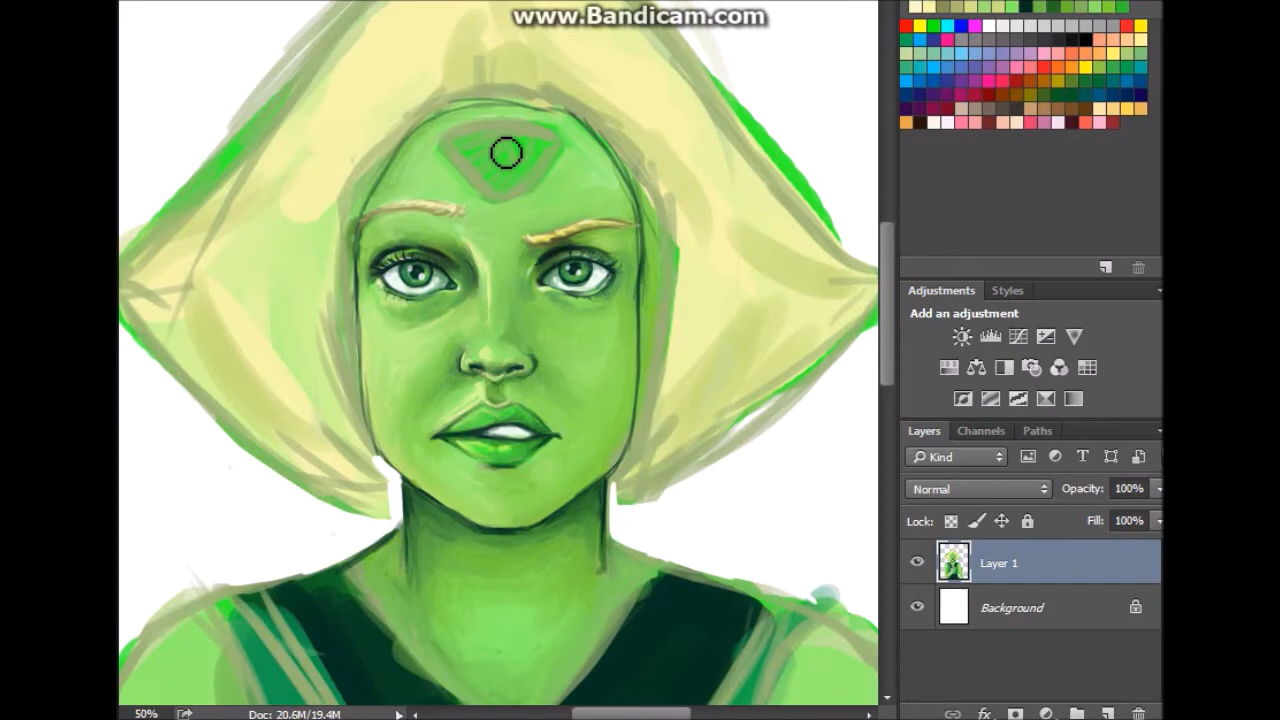 www.Bandicam.com
Adjustments
Styles
Add an adjustment
Layers
Channels
Paths
Kind
Normal
Opacity: 100%
Lock:
Fill: 100%
Layer 1
Background
50%
Doc: 20.6M/19.4M
fx